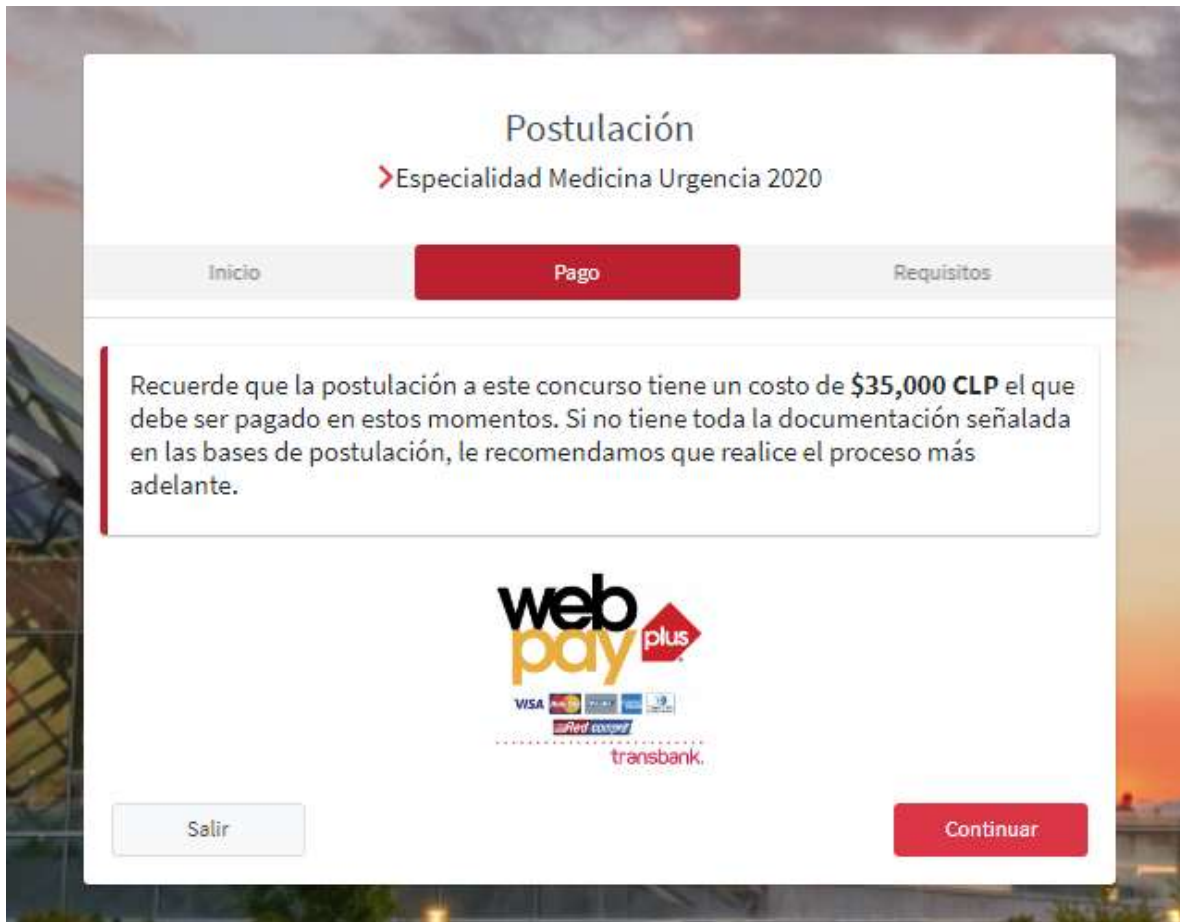 Postulación
Especialidad Medicina Urgencia 2020
Inicio
Pago
Requisitos
Recuerde que la postulación a este concurso tiene un costo de $35,000 CLP el que
debe ser pagado en estos momentos. Si no tiene toda la documentación señalada
en las bases de postulación, le recomendamos que realice el proceso más
adelante.
web
pay plus
VISA
Red compra
transbank.
Salir
Continuar